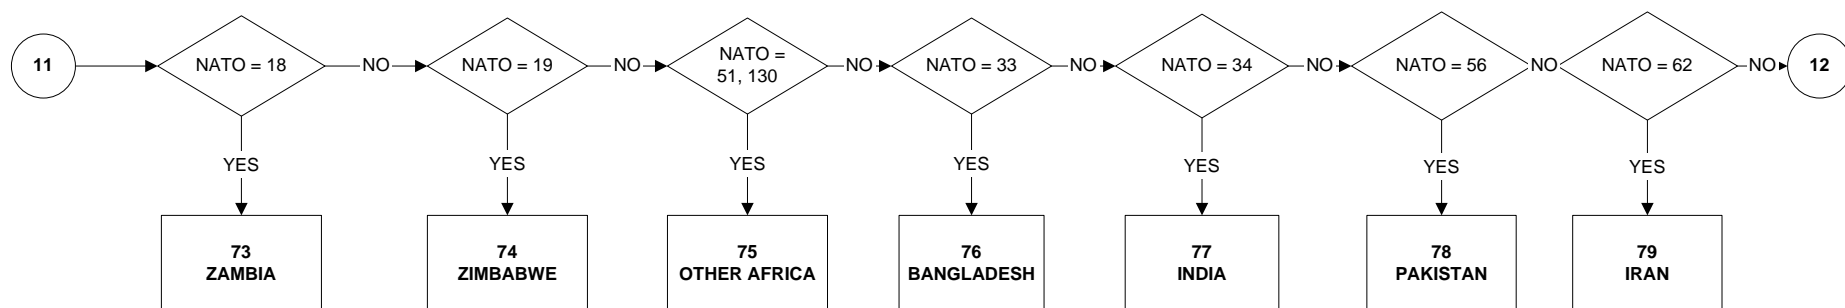 11
NATO = 18
NO
NATO = 19
NO
NATO =
51, 130
NO
NATO = 33
NO
NATO = 34
NO
NATO = 56
NO
NATO = 62
NO
12
YES
YES
YES
YES
YES
YES
YES
73
ZAMBIA
74
ZIMBABWE
75
OTHER AFRICA
76
BANGLADESH
77
INDIA
78
PAKISTAN
79
IRAN